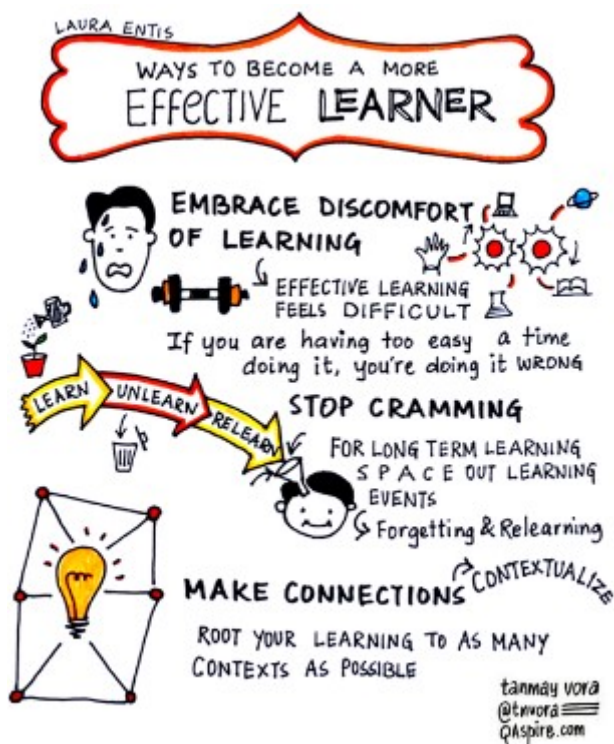 LAURA ENTIS
WAYS TO BECOME A MORE
EFFECTIVE LEARNER
EMBRACE DISCOMFORT
OF LEARNING
EFFECTIVE LEARNING
FEELS DIFFICULT
If you are having too easy a time
doing it, you're doing it WRONG
LEARN
UNLEARN
RELEARN
STOP CRAMMING
FOR LONG TERM LEARNING
SPACE OUT LEARNING
EVENTS
Forgetting & Relearning
MAKE CONNECTIONS
CONTEXTUALIZE
ROOT YOUR LEARNING TO AS MANY
CONTEXTS AS POSSIBLE
tanmay vora
@tnvora
QAspire.com